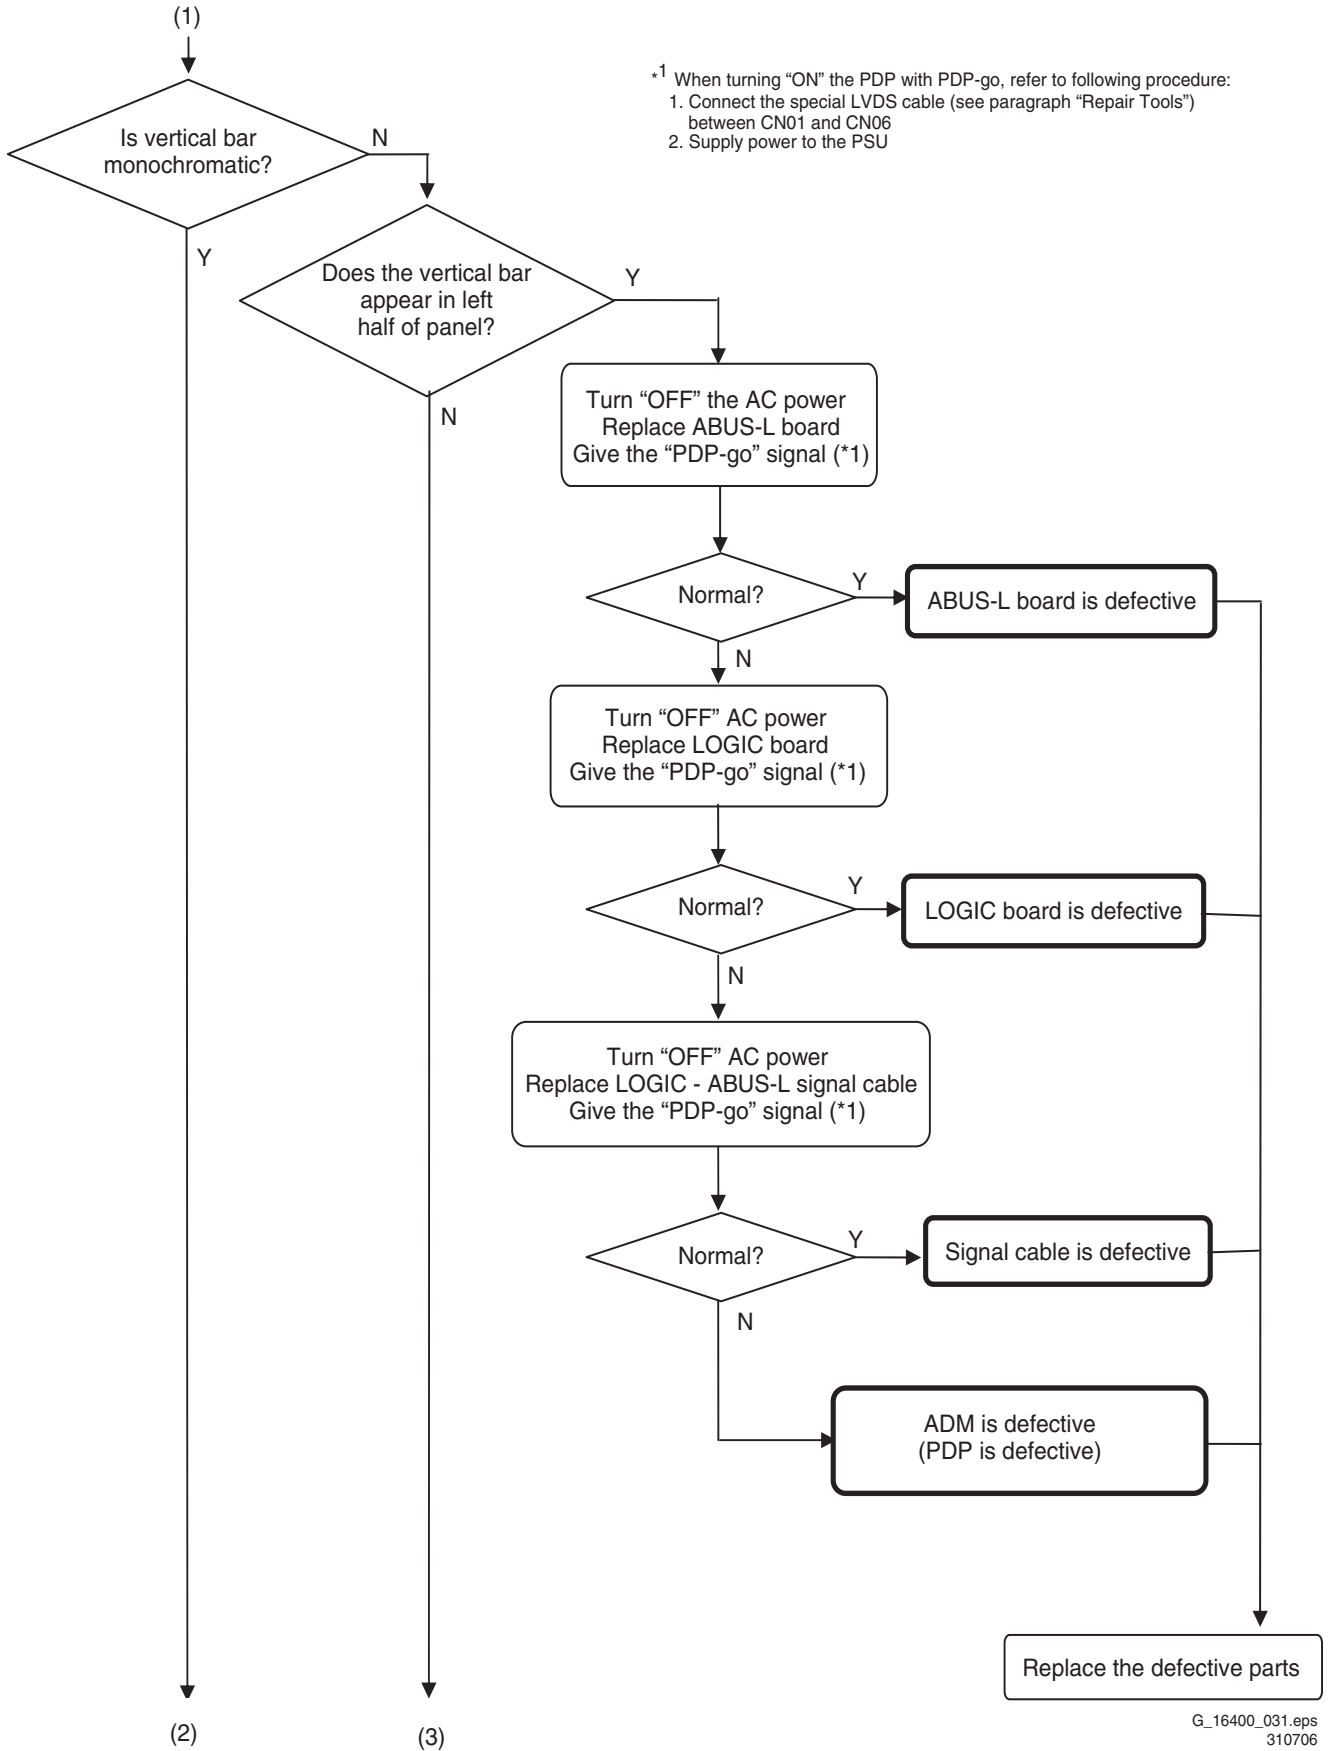 (1)
*1 When turning “ON” the PDP with PDP-go, refer to following procedure:
1. Connect the special LVDS cable (see paragraph “Repair Tools”)
between CN01 and CN06
2. Supply power to the PSU
Is vertical bar
monochromatic?
N
Y
Does the vertical bar
appear in left
half of panel?
Y
N
Turn “OFF” the AC power
Replace ABUS-L board
Give the “PDP-go” signal (*1)
Normal?
Y
ABUS-L board is defective
N
Turn “OFF” AC power
Replace LOGIC board
Give the “PDP-go” signal (*1)
Normal?
Y
LOGIC board is defective
N
Turn “OFF” AC power
Replace LOGIC - ABUS-L signal cable
Give the “PDP-go” signal (*1)
Normal?
Y
Signal cable is defective
N
ADM is defective
(PDP is defective)
Replace the defective parts
(2)
(3)
G_16400_031.eps
310706